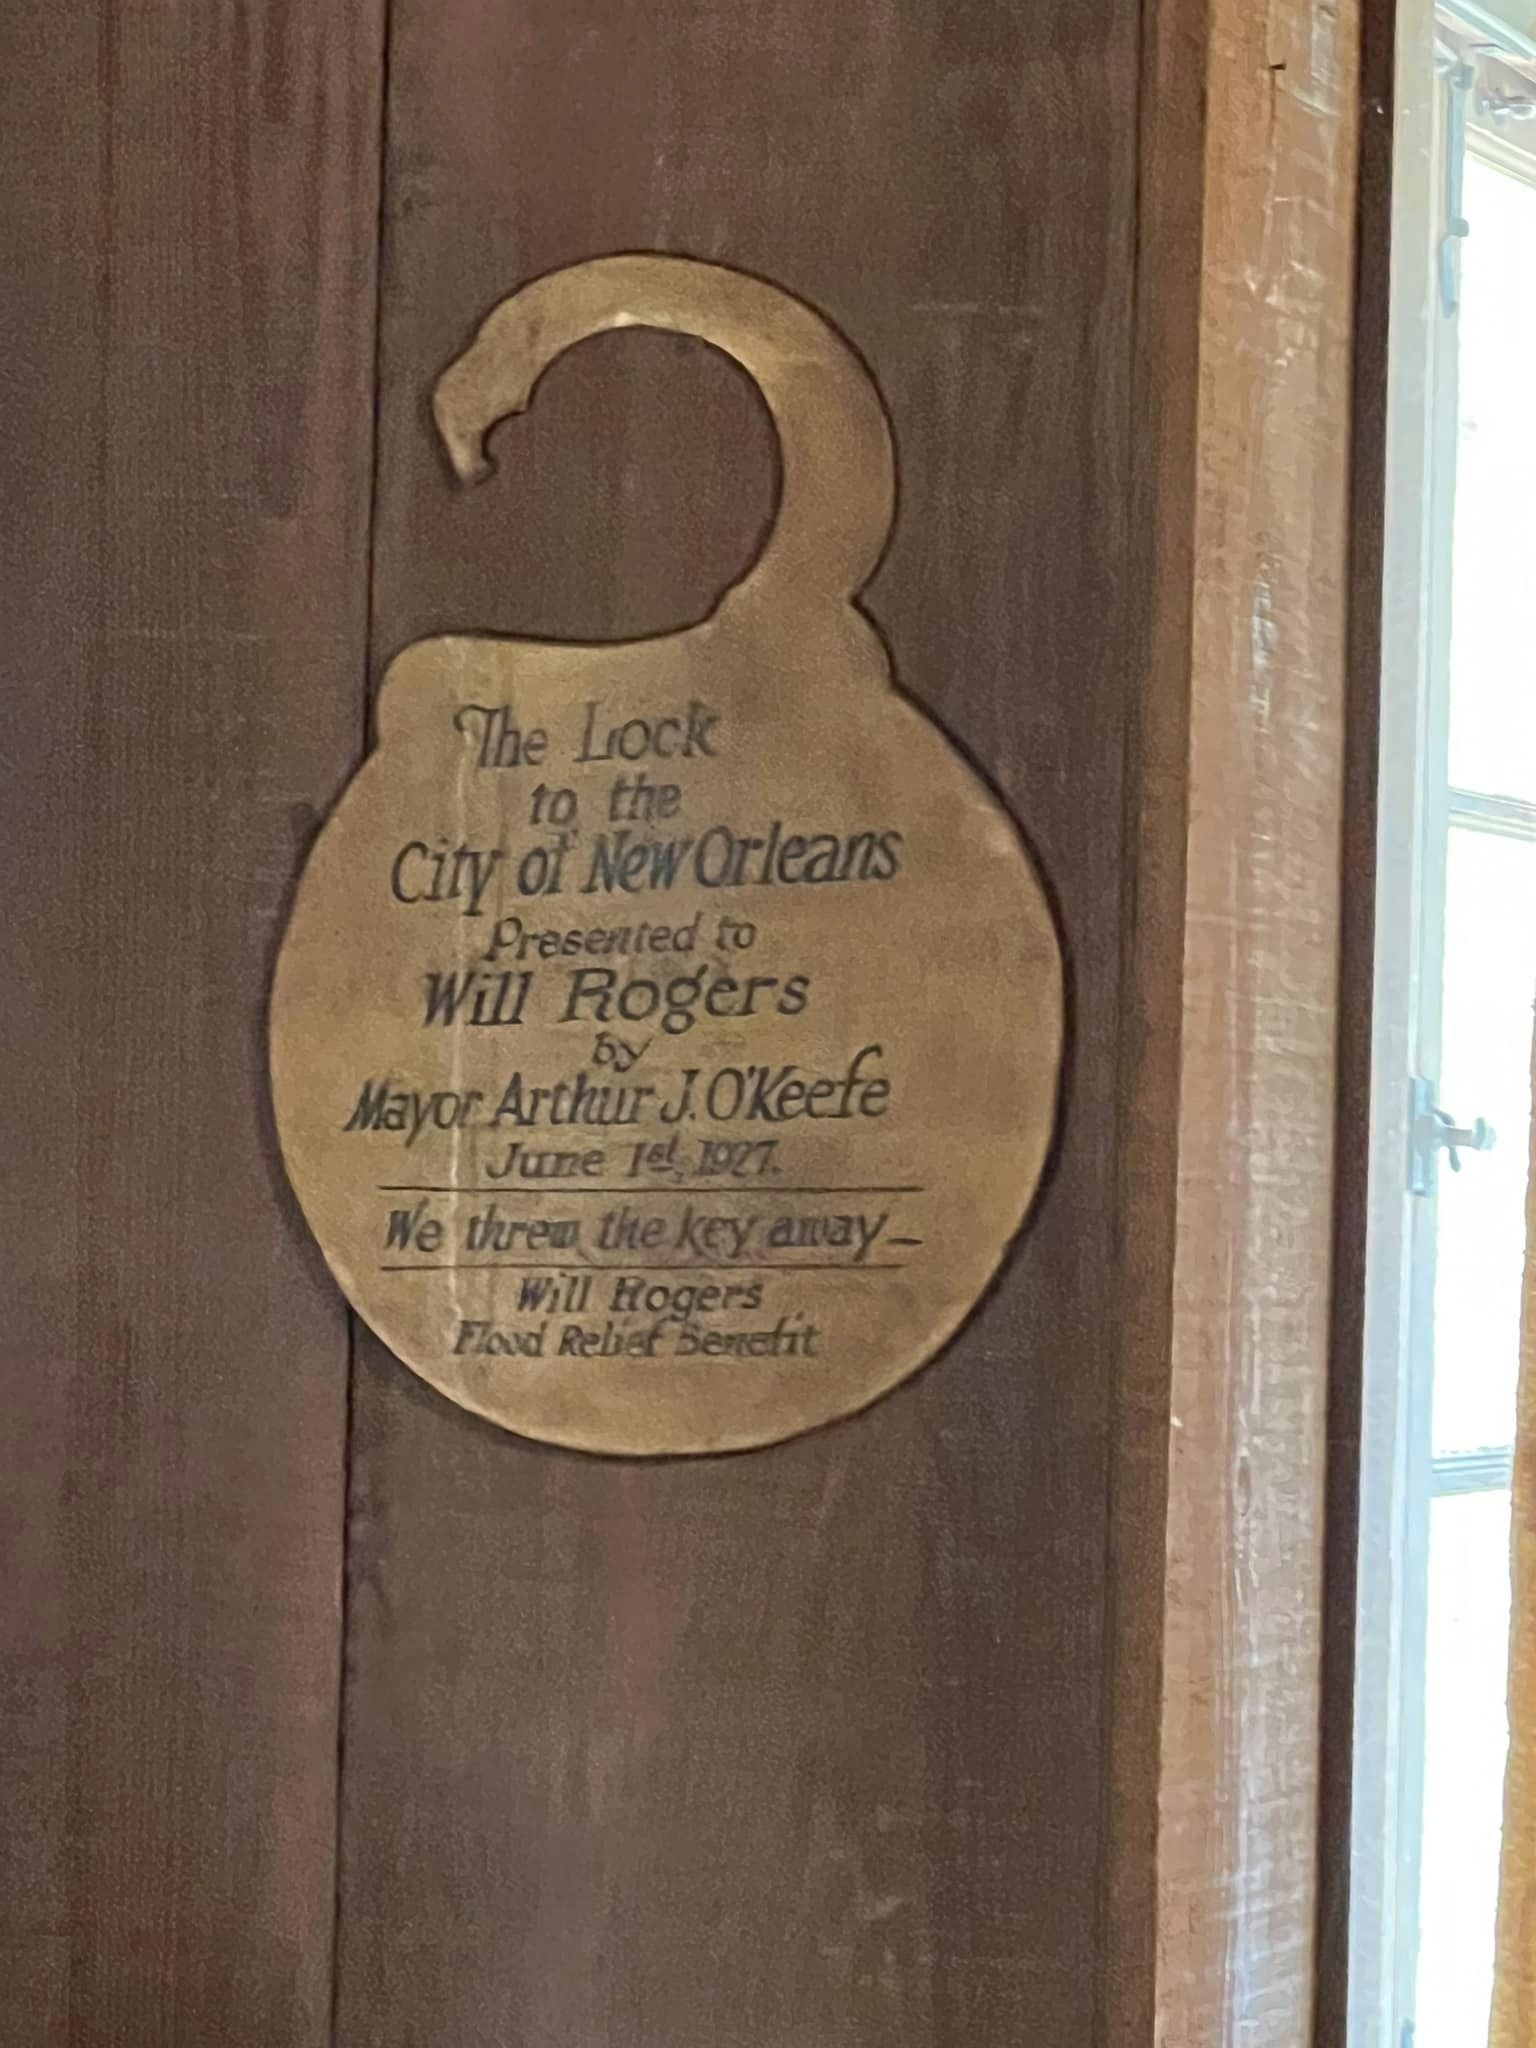 The Lock
to the
City of New Orleans
Presented to
Will Rogers
by
Mayor Arthur J. O'Keefe
June 1st, 1927.
We threw the key away—
Will Rogers
Flood Relief Benefit